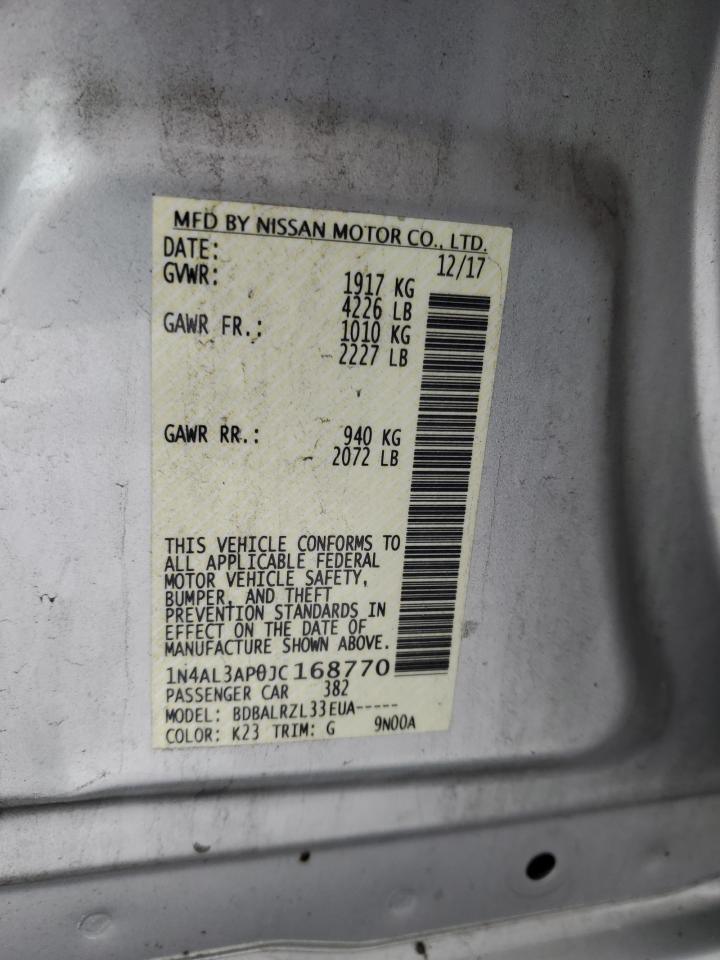 MFD BY NISSAN MOTOR CO., LTD.
DATE: 12/17
GVWR: 1917 KG
4226 LB
GAWR FR.: 1010 KG
2227 LB
GAWR RR.: 940 KG
2072 LB
THIS VEHICLE CONFORMS TO
ALL APPLICABLE FEDERAL
MOTOR VEHICLE SAFETY,
BUMPER, AND THEFT
PREVENTION STANDARDS IN
EFFECT ON THE DATE OF
MANUFACTURE SHOWN ABOVE.
1N4AL3AP0JC168770
PASSENGER CAR 382
MODEL: BDBALRZL33EUA-----
COLOR: K23 TRIM: G 9N00A